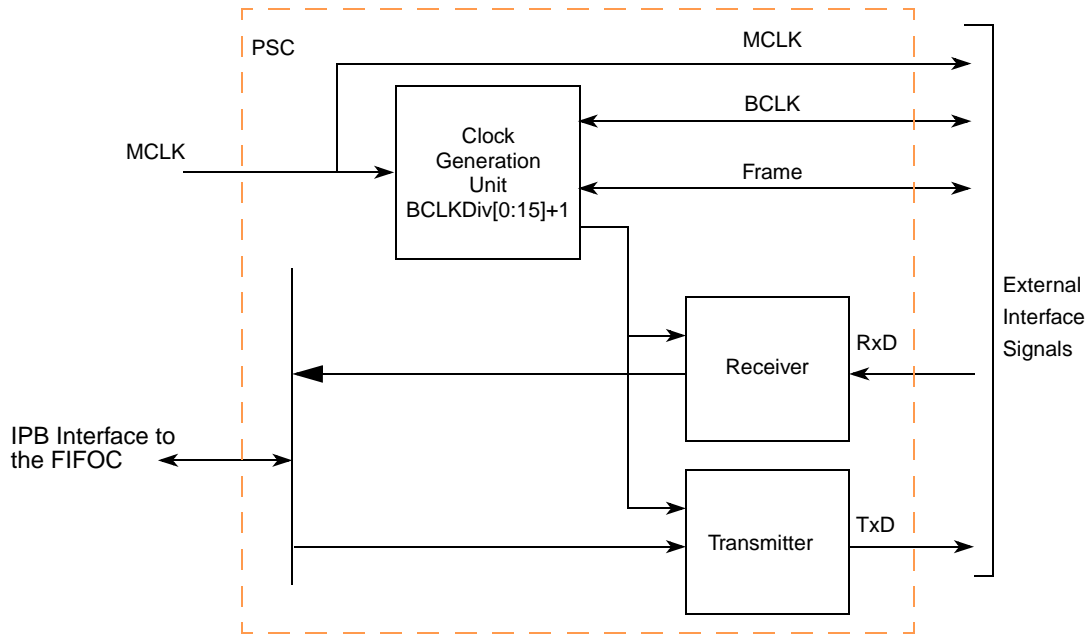 PSC
MCLK
BCLK
Clock
Generation
Unit
BCLKDiv[0:15]+1
MCLK
Frame
External
Interface
Signals
RxD
Receiver
IPB Interface to
the FIFOC
TxD
Transmitter